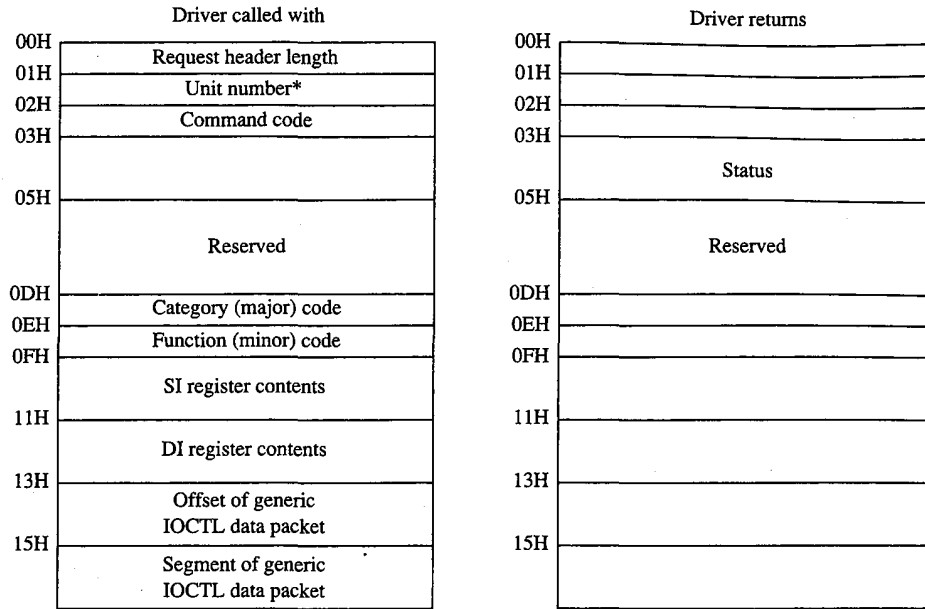 Driver called with
00H
Request header length
01H
Unit number*
02H
Command code
03H
05H
Reserved
0DH
Category (major) code
0EH
Function (minor) code
0FH
SI register contents
11H
DI register contents
13H
Offset of generic
IOCTL data packet
15H
Segment of generic
IOCTL data packet
Driver returns
00H
01H
02H
03H
Status
05H
Reserved
0DH
0EH
0FH
11H
13H
15H